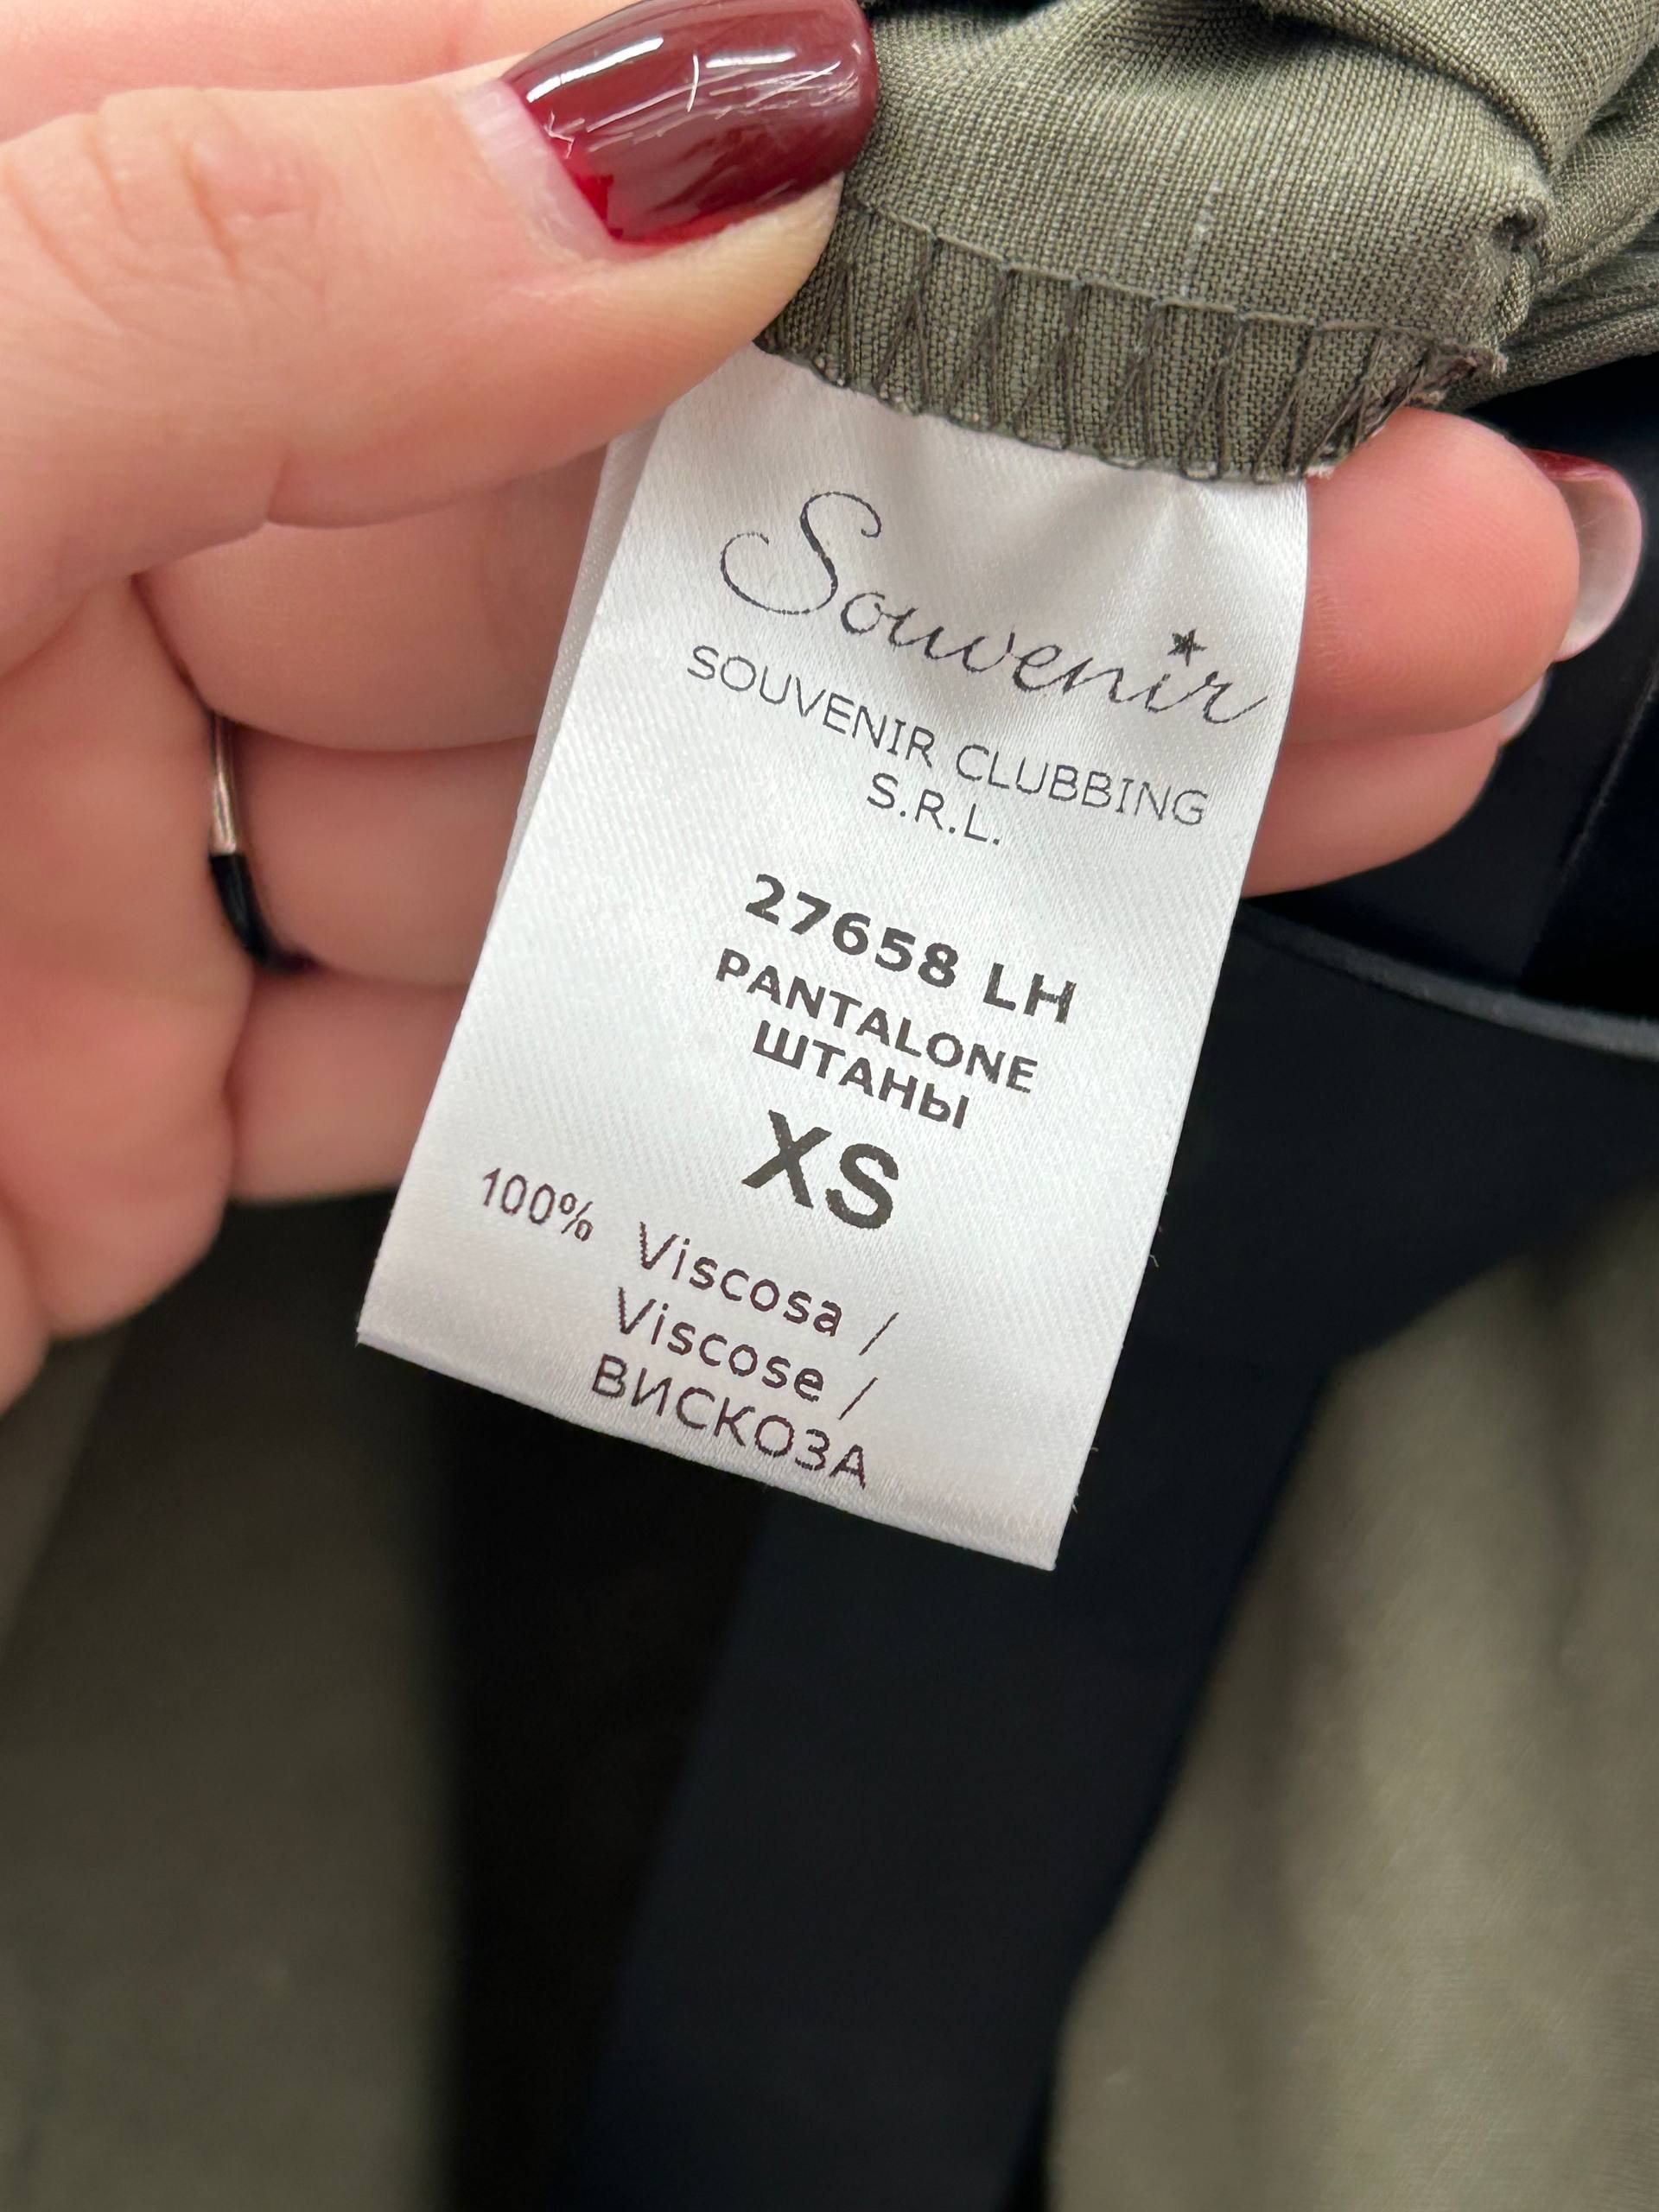 Souvenir
SOUVENIR CLUBBING
S.R.L.
27658 LH
PANTALONE
ШТАНЫ
XS
100% Viscosa /
Viscose /
ВИСКОЗА